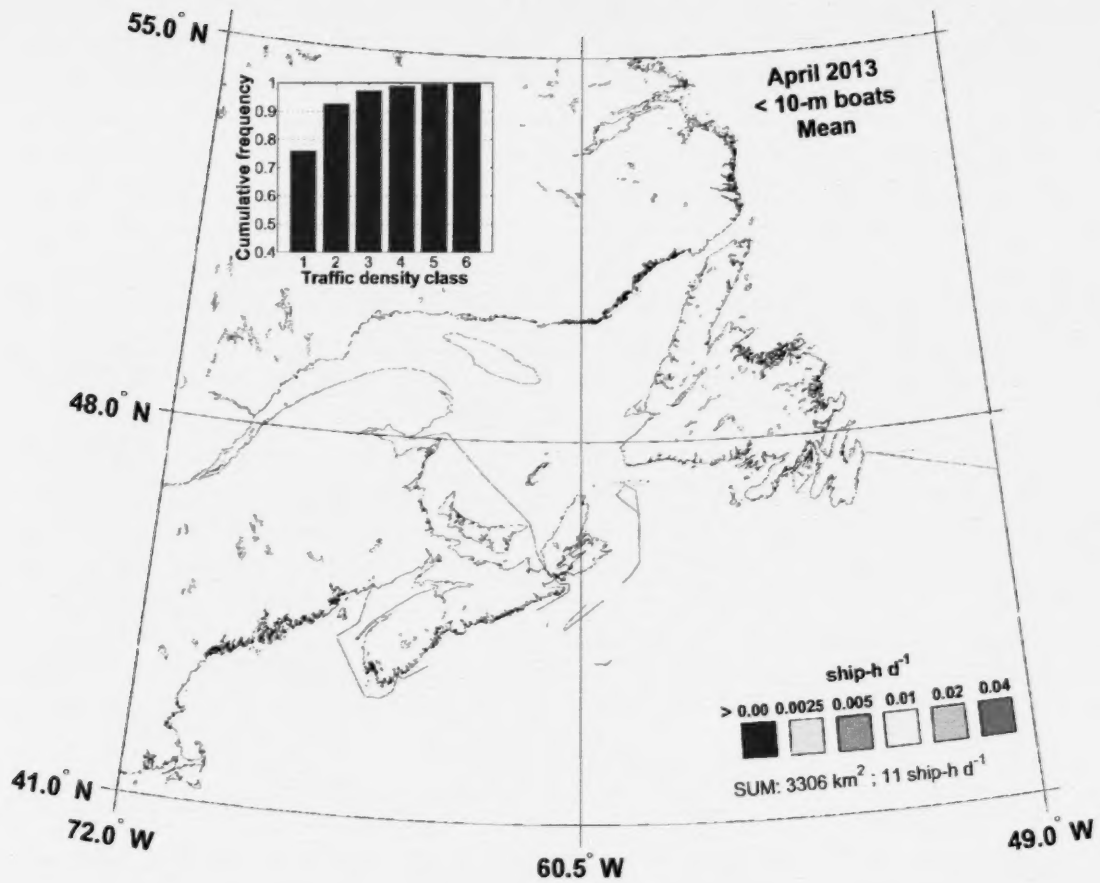 55.0° N
April 2013
< 10-m boats
Mean
Cumulative frequency
1
0.9
0.8
0.7
0.6
0.5
0.4
1 2 3 4 5 6
Traffic density class
48.0° N
ship-h d⁻¹
> 0.00 0.0025 0.005 0.01 0.02 0.04
SUM: 3306 km² ; 11 ship-h d⁻¹
41.0° N
72.0° W
60.5° W
49.0° W